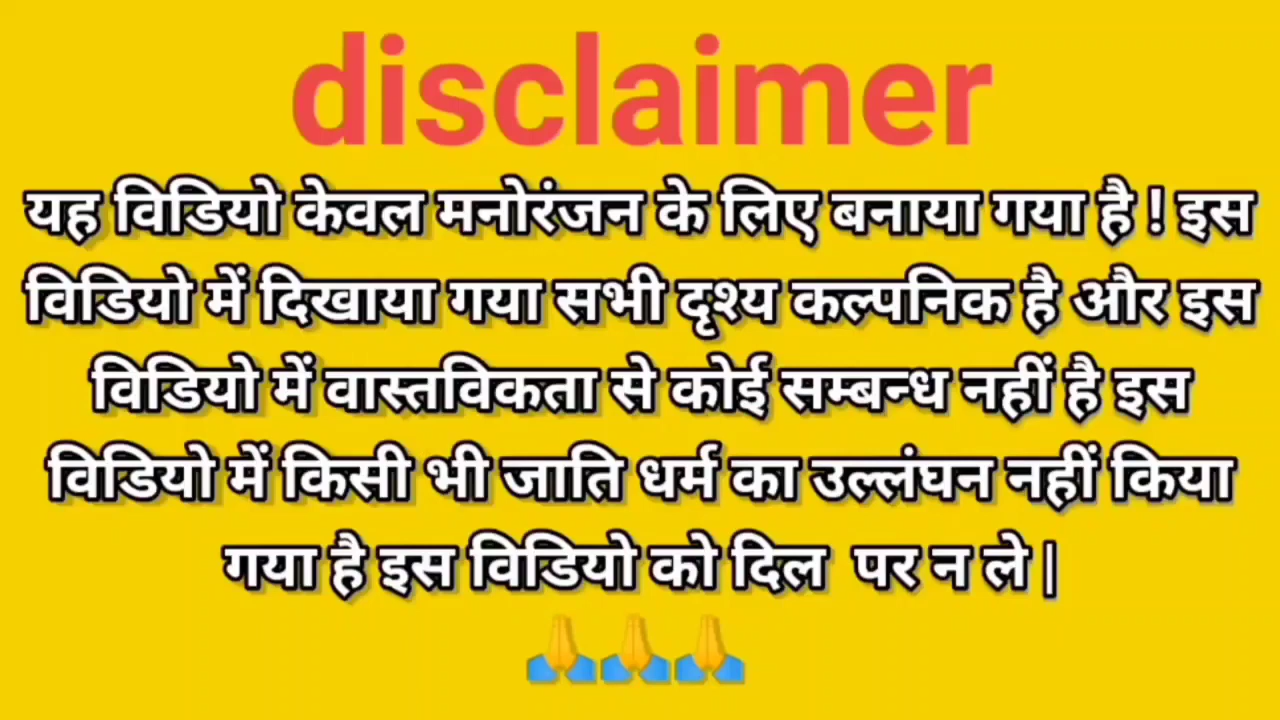 disclaimer
यह विडियो केवल मनोरंजन के लिए बनाया गया है ! इस
विडियो में दिखाया गया सभी दृश्य कल्पनिक है और इस
विडियो में वास्तविकता से कोई सम्बन्ध नहीं है इस
विडियो में किसी भी जाति धर्म का उल्लंघन नहीं किया
गया है इस विडियो को दिल पर न ले |
🙏🙏🙏